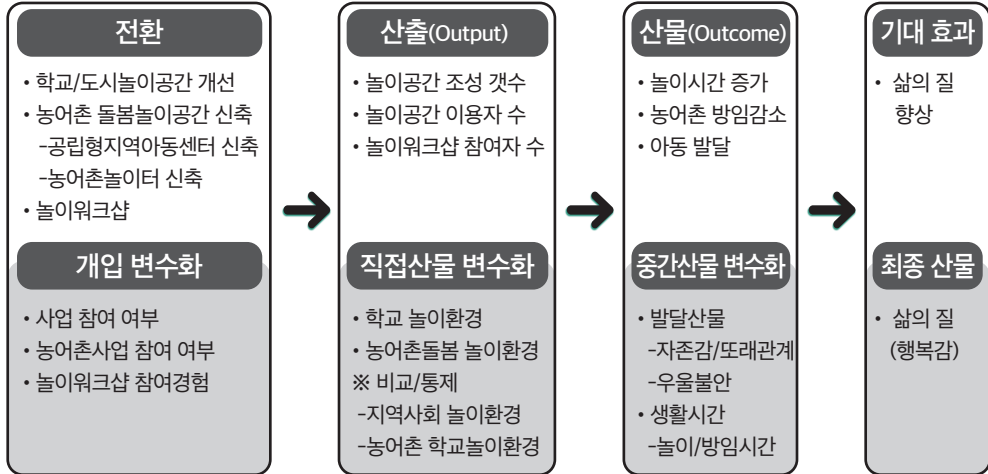 전환
• 학교/도시놀이공간 개선
• 농어촌 돌봄놀이공간 신축
-공립형지역아동센터 신축
-농어촌놀이터 신축
• 놀이워크샵
개입 변수화
• 사업 참여 여부
• 농어촌사업 참여 여부
• 놀이워크샵 참여경험
산출(Output)
• 놀이공간 조성 갯수
• 놀이공간 이용자 수
• 놀이워크샵 참여자 수
직접산물 변수화
• 학교 놀이환경
• 농어촌돌봄 놀이환경
※ 비교/통제
-지역사회 놀이환경
-농어촌 학교놀이환경
산물(Outcome)
• 놀이시간 증가
• 농어촌 방임감소
• 아동 발달
중간산물 변수화
• 발달산물
-자존감/또래관계
-우울불안
• 생활시간
-놀이/방임시간
기대 효과
• 삶의 질
향상
최종 산물
• 삶의 질
(행복감)